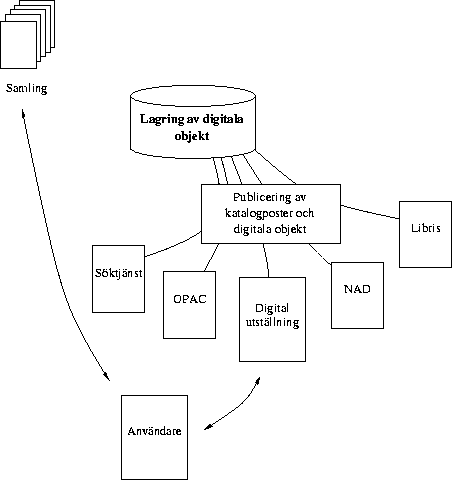 Samling
Lagring av digitala
objekt
Publicering av
katalogposter och
digitala objekt
Libris
Söktjänst
OPAC
Digital
utställning
NAD
Användare